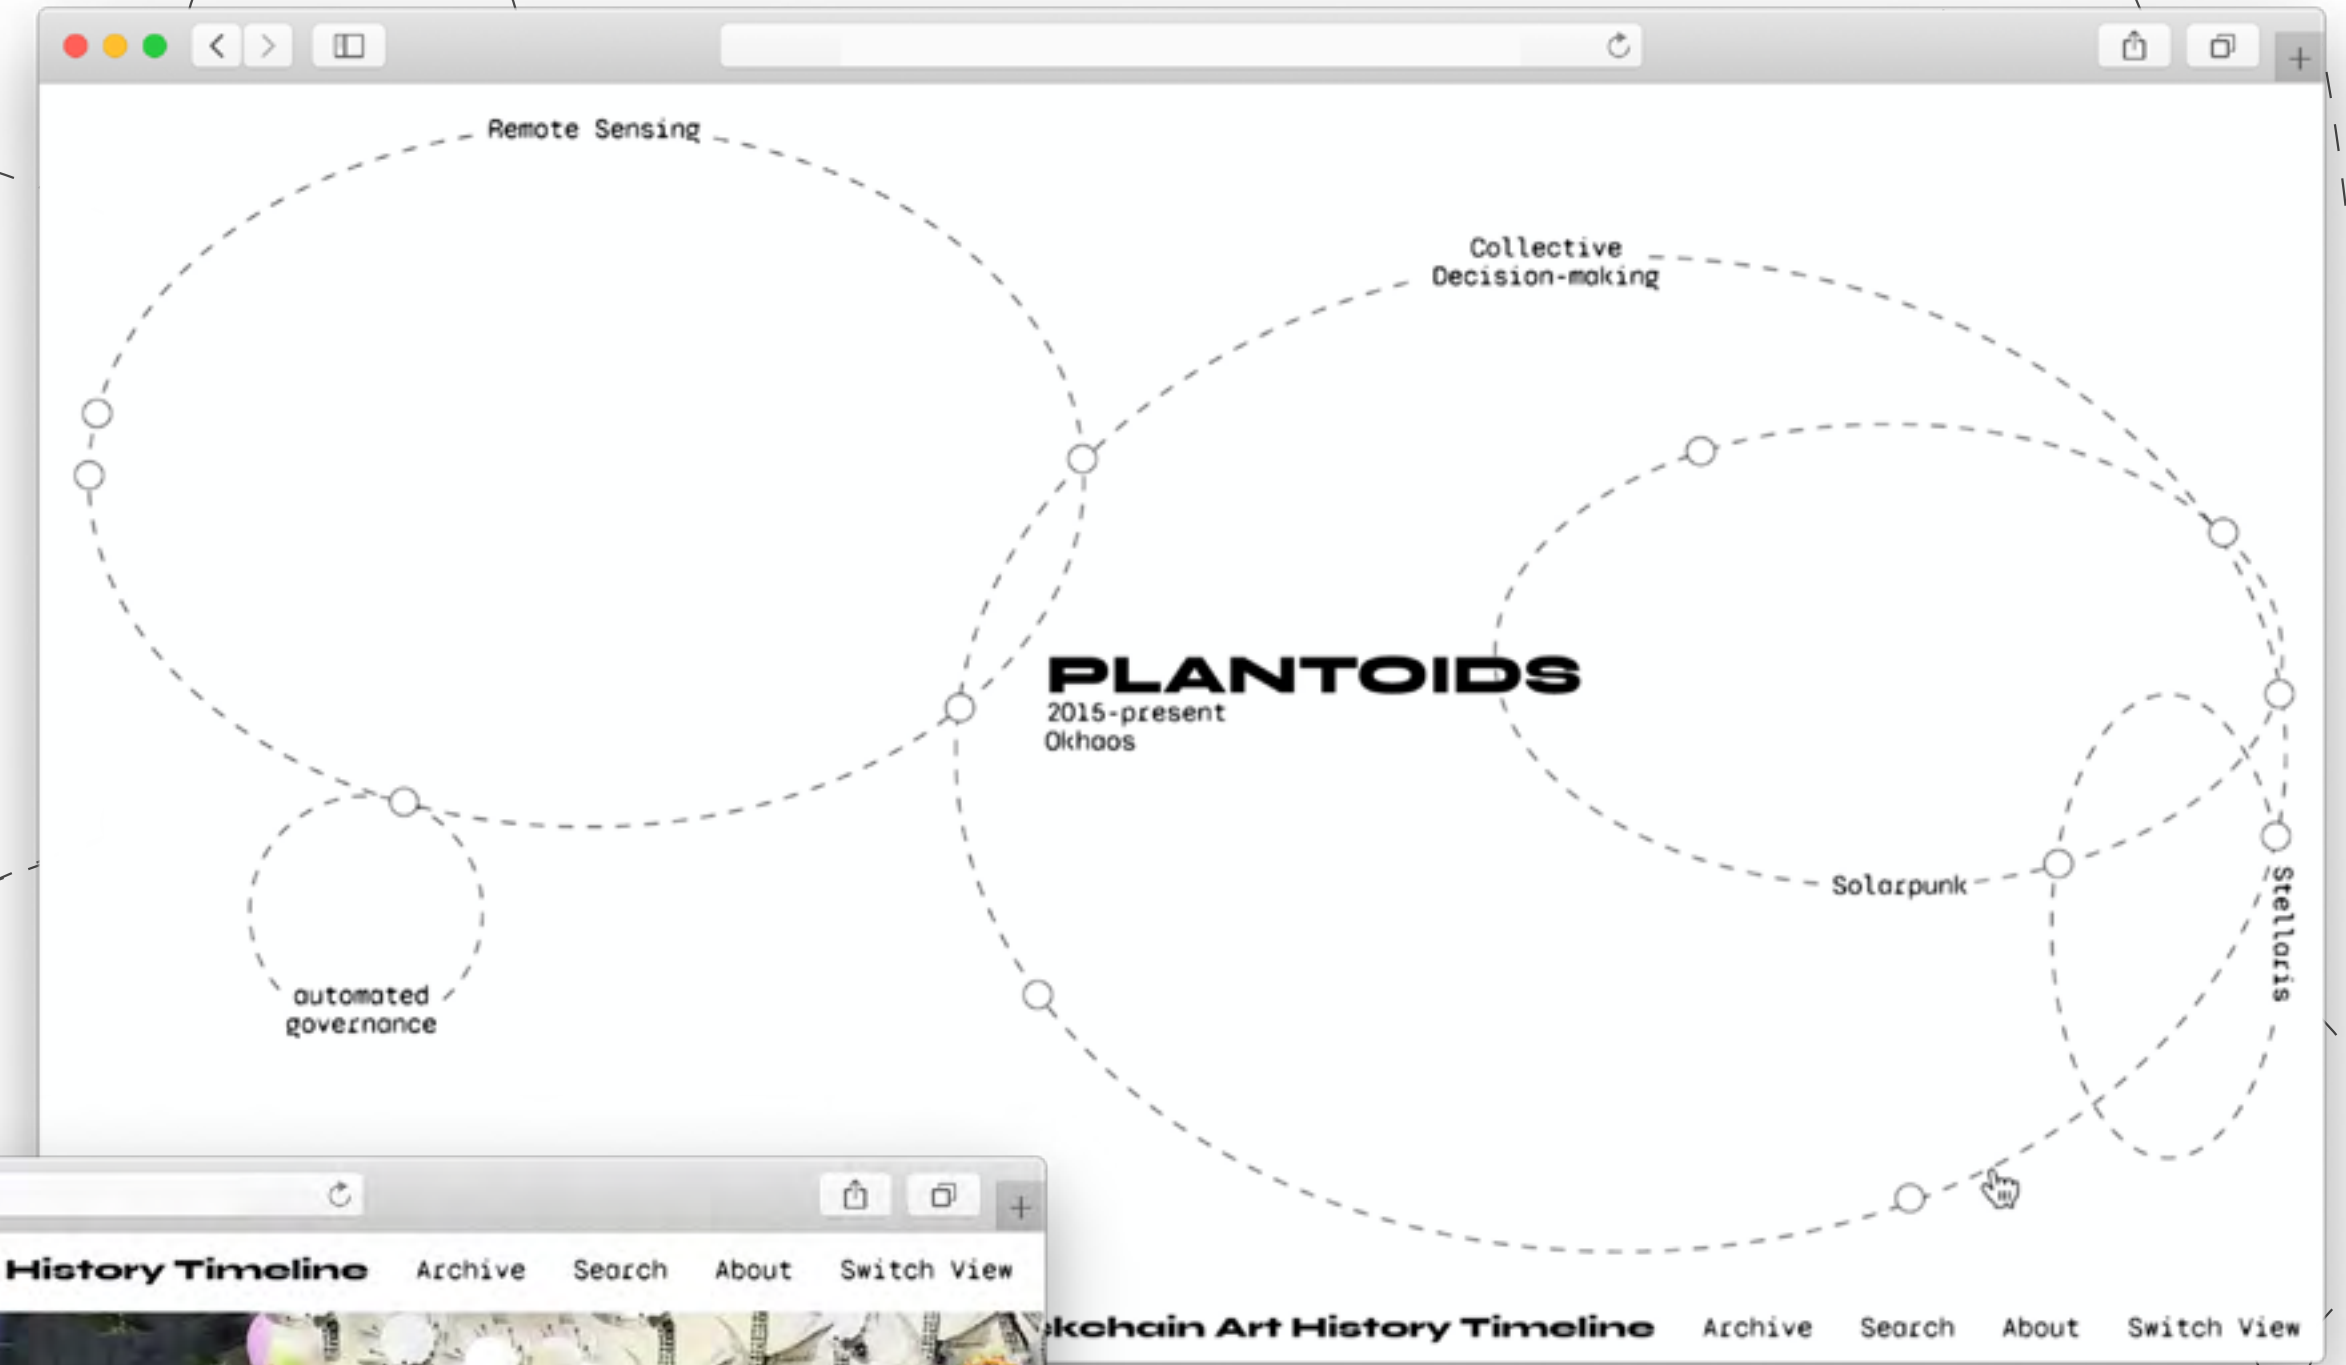 Remote Sensing
Collective
Decision-making
PLANTOIDS
2015-present
Okhaos
Solarpunk
Stellaris
automated
governance
History Timeline Archive Search About Switch View
kchain Art History Timeline Archive Search About Switch View